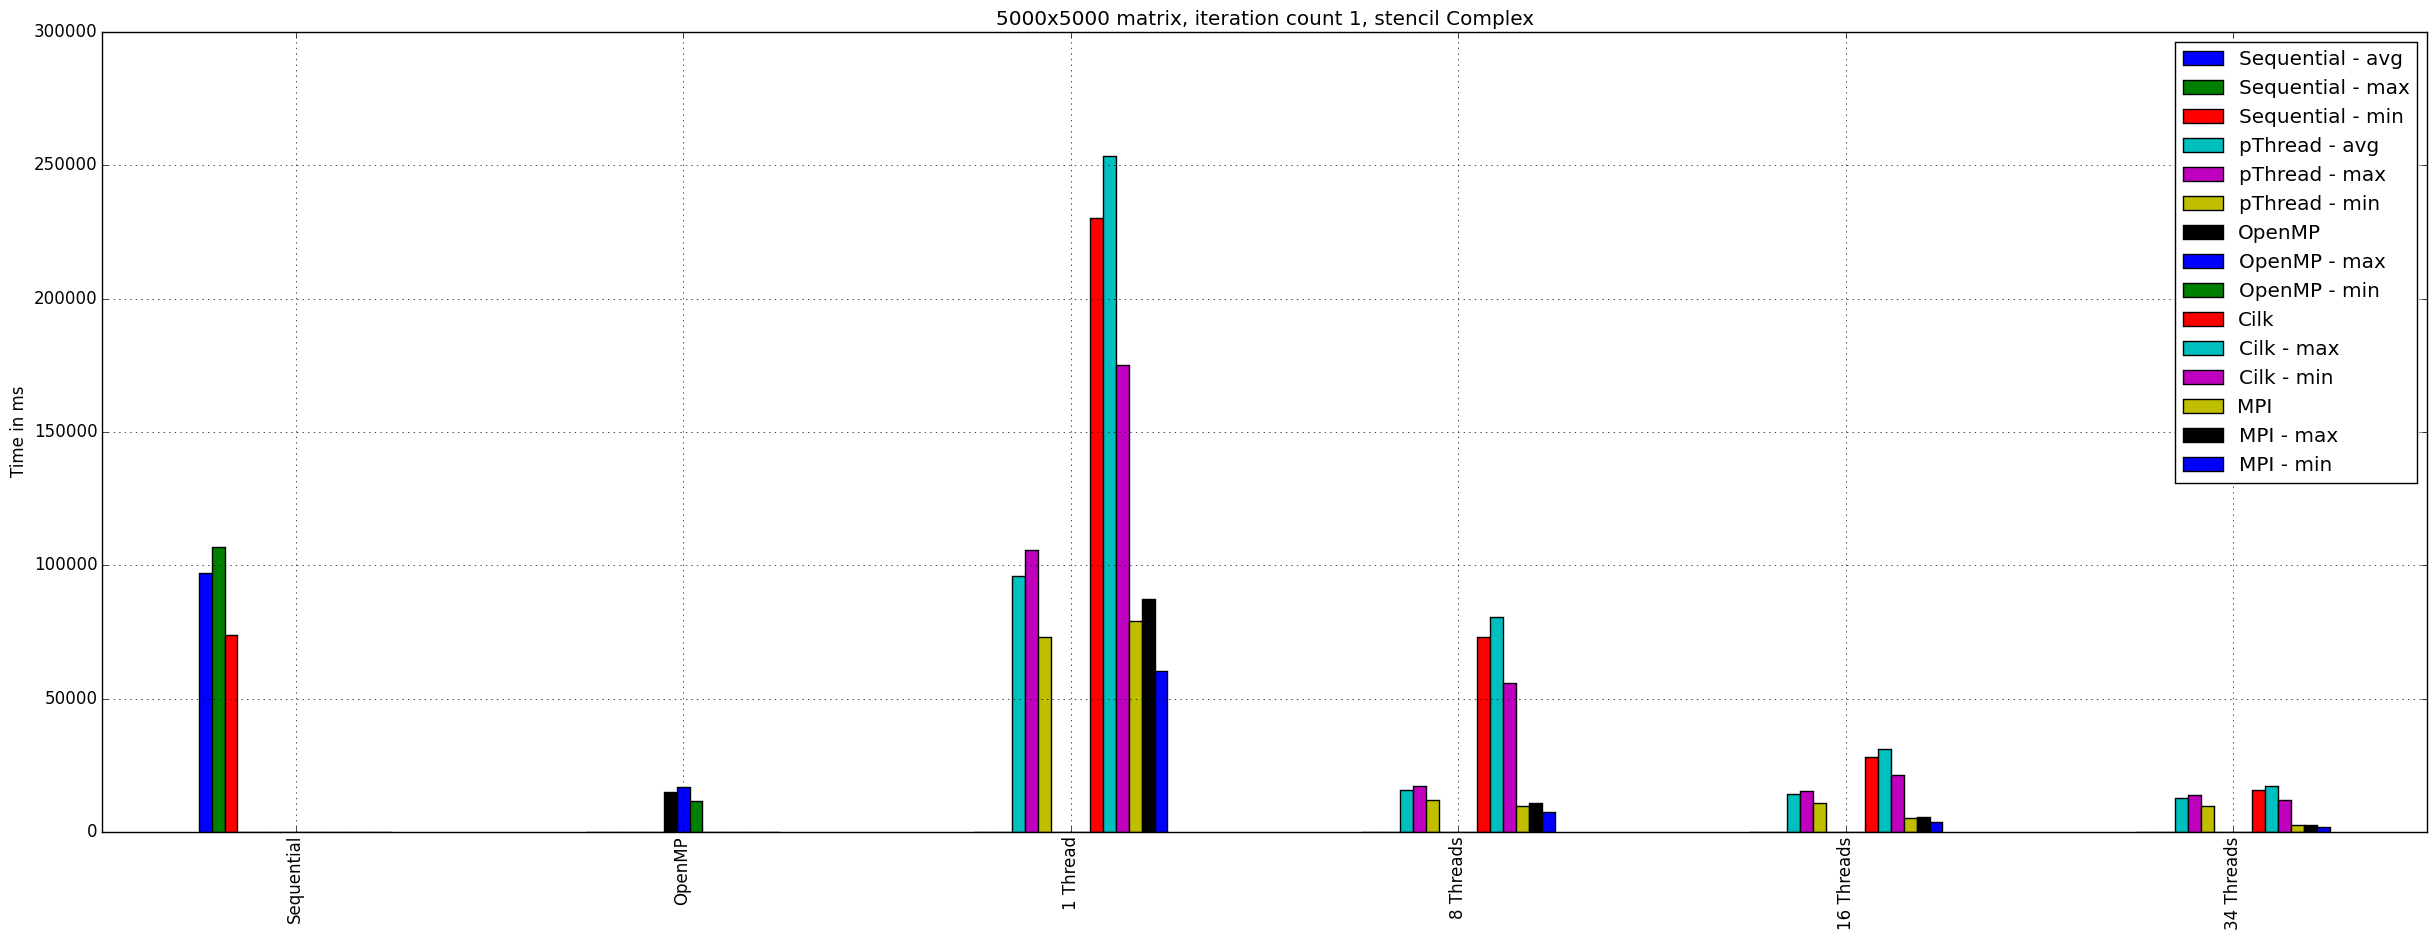 5000x5000 matrix, iteration count 1, stencil Complex
300000
250000
200000
150000
100000
50000
0
Time in ms
Sequential - avg
Sequential - max
Sequential - min
pThread - avg
pThread - max
pThread - min
OpenMP
OpenMP - max
OpenMP - min
Cilk
Cilk - max
Cilk - min
MPI
MPI - max
MPI - min
Sequential
OpenMP
1 Thread
8 Threads
16 Threads
34 Threads